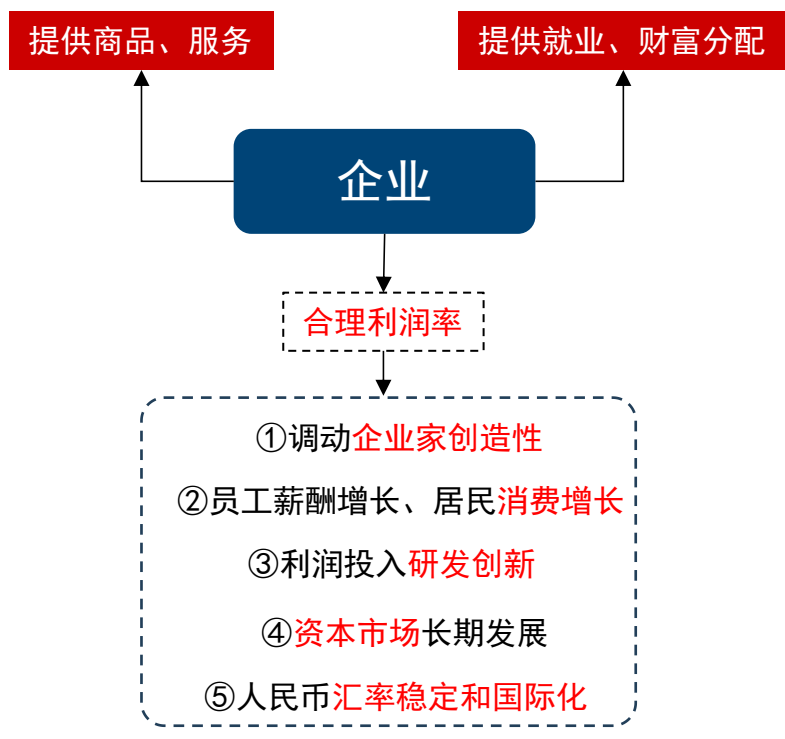 提供商品、服务
提供就业、财富分配
企业
合理利润率
①调动企业家创造性
②员工薪酬增长、居民消费增长
③利润投入研发创新
④资本市场长期发展
⑤人民币汇率稳定和国际化